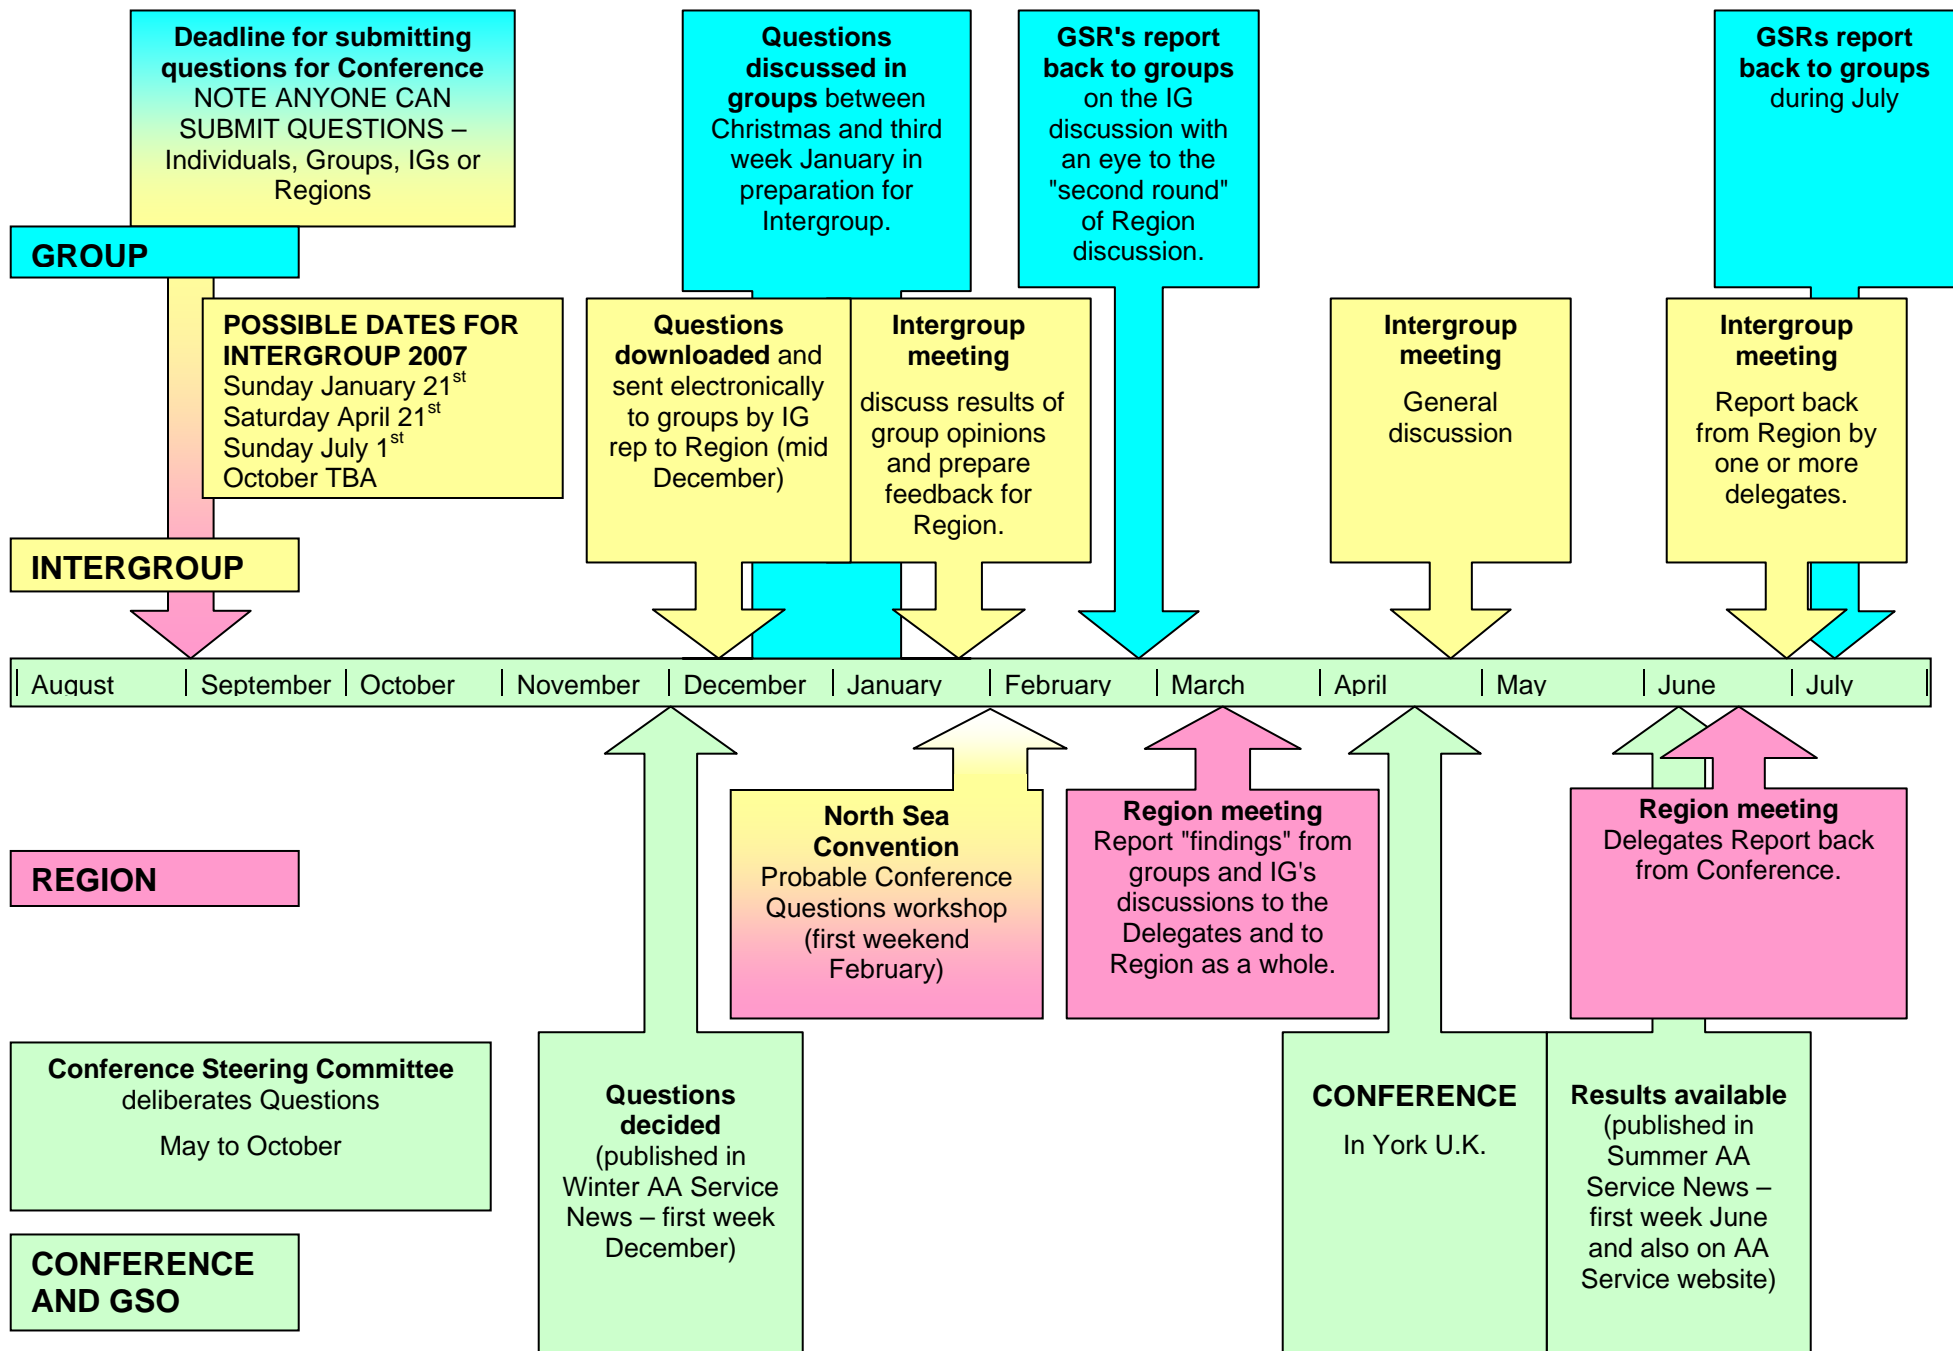 Deadline for submitting
questions for Conference
NOTE ANYONE CAN
SUBMIT QUESTIONS –
Individuals, Groups, IGs or
Regions
Questions
discussed in
groups between
Christmas and third
week January in
preparation for
Intergroup.
GSR's report
back to groups
on the IG
discussion with
an eye to the
"second round"
of Region
discussion.
GSRs report
back to groups
during July
GROUP
POSSIBLE DATES FOR
INTERGROUP 2007
Sunday January 21st
Saturday April 21st
Sunday July 1st
October TBA
Questions
downloaded and
sent electronically
to groups by IG
rep to Region (mid
December)
Intergroup
meeting
discuss results of
group opinions
and prepare
feedback for
Region.
Intergroup
meeting
General
discussion
Intergroup
meeting
Report back
from Region by
one or more
delegates.
INTERGROUP
August September October November December January February March April May June July
North Sea
Convention
Probable Conference
Questions workshop
(first weekend
February)
Region meeting
Report "findings" from
groups and IG's
discussions to the
Delegates and to
Region as a whole.
Region meeting
Delegates Report back
from Conference.
REGION
Conference Steering Committee
deliberates Questions
May to October
Questions
decided
(published in
Winter AA Service
News – first week
December)
CONFERENCE
In York U.K.
Results available
(published in
Summer AA
Service News –
first week June
and also on AA
Service website)
CONFERENCE
AND GSO